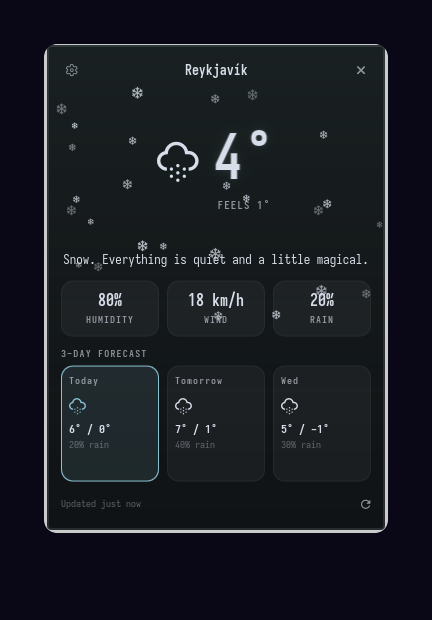 Reykjavík
4°
FEELS 1°
Snow. Everything is quiet and a little magical.
80% 18 km/h 20%
HUMIDITY WIND RAIN
3-DAY FORECAST
Today Tomorrow Wed
6° / 0° 7° / 1° 5° / -1°
20% rain 40% rain 30% rain
Updated just now